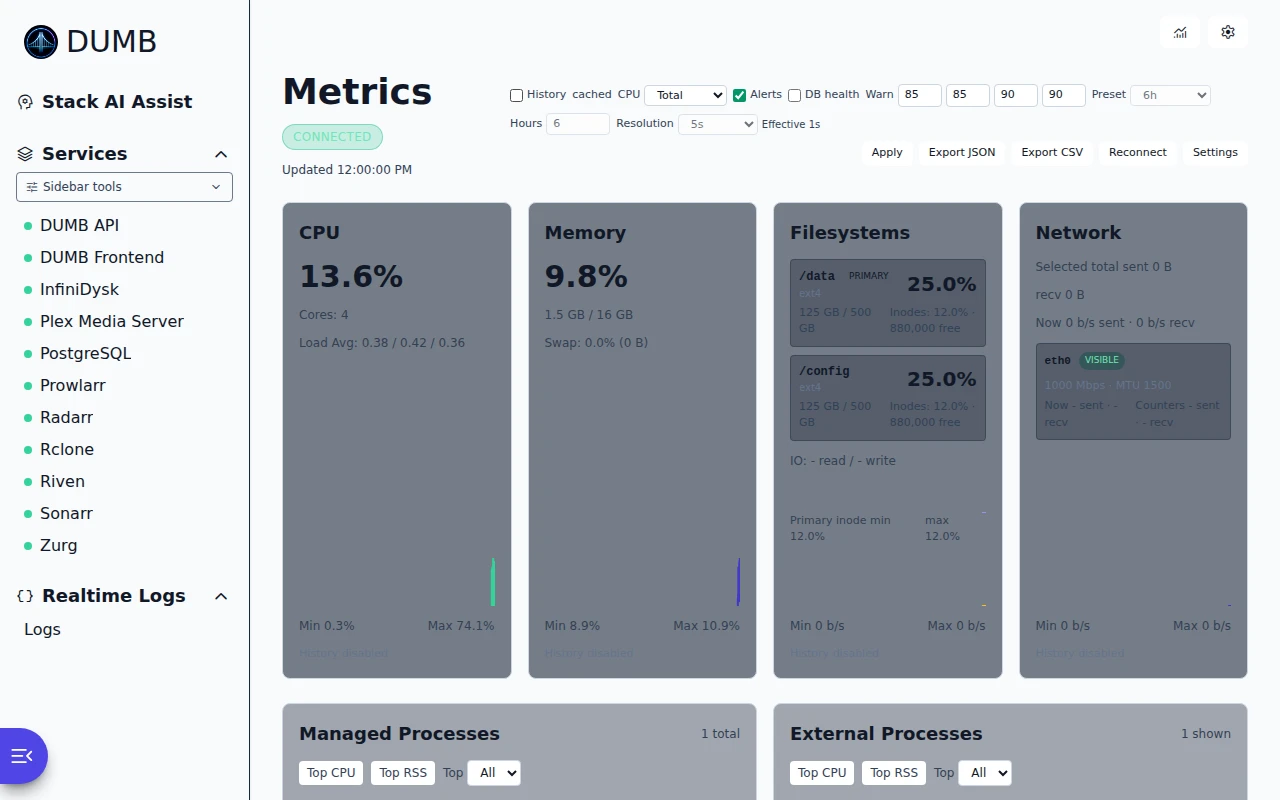 DUMB
Stack AI Assist
Services
Sidebar tools
DUMB API
DUMB Frontend
InfiniDysk
Plex Media Server
PostgreSQL
Prowlarr
Radarr
Rclone
Riven
Sonarr
Zurg
Realtime Logs
Logs
Metrics
CONNECTED
Updated 12:00:00 PM
History cached CPU Total Alerts DB health Warn 85 85 90 90 Preset 6h
Hours 6 Resolution 5s Effective 1s
Apply Export JSON Export CSV Reconnect Settings
CPU
13.6%
Cores: 4
Load Avg: 0.38 / 0.42 / 0.36
Min 0.3% Max 74.1%
History disabled
Memory
9.8%
1.5 GB / 16 GB
Swap: 0.0% (0 B)
Min 8.9% Max 10.9%
History disabled
Filesystems
/data PRIMARY 25.0%
ext4
125 GB / 500 GB
Inodes: 12.0% · 880,000 free
/config 25.0%
ext4
125 GB / 500 GB
Inodes: 12.0% · 880,000 free
IO: - read / - write
Primary inode min 12.0%
max 12.0%
Min 0 b/s Max 0 b/s
History disabled
Network
Selected total sent 0 B
recv 0 B
Now 0 b/s sent · 0 b/s recv
eth0 VISIBLE
1000 Mbps · MTU 1500
Now - sent · - recv
Counters - sent · - recv
Min 0 b/s Max 0 b/s
History disabled
Managed Processes 1 total
Top CPU Top RSS Top All
External Processes 1 shown
Top CPU Top RSS Top All